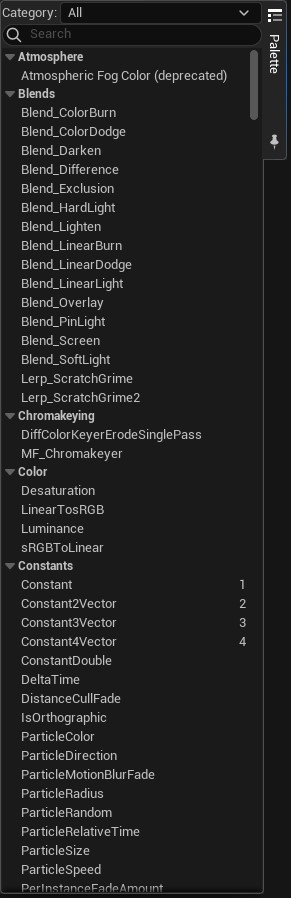 Category: All
Search
Palette
Atmosphere
Atmospheric Fog Color (deprecated)
Blends
Blend_ColorBurn
Blend_ColorDodge
Blend_Darken
Blend_Difference
Blend_Exclusion
Blend_HardLight
Blend_Lighten
Blend_LinearBurn
Blend_LinearDodge
Blend_LinearLight
Blend_Overlay
Blend_PinLight
Blend_Screen
Blend_SoftLight
Lerp_ScratchGrime
Lerp_ScratchGrime2
Chromakeying
DiffColorKeyerErodeSinglePass
MF_Chromakeyer
Color
Desaturation
LinearTosRGB
Luminance
sRGBToLinear
Constants
Constant 1
Constant2Vector 2
Constant3Vector 3
Constant4Vector 4
ConstantDouble
DeltaTime
DistanceCullFade
IsOrthographic
ParticleColor
ParticleDirection
ParticleMotionBlurFade
ParticleRadius
ParticleRandom
ParticleRelativeTime
ParticleSize
ParticleSpeed
PerInstanceFadeAmount